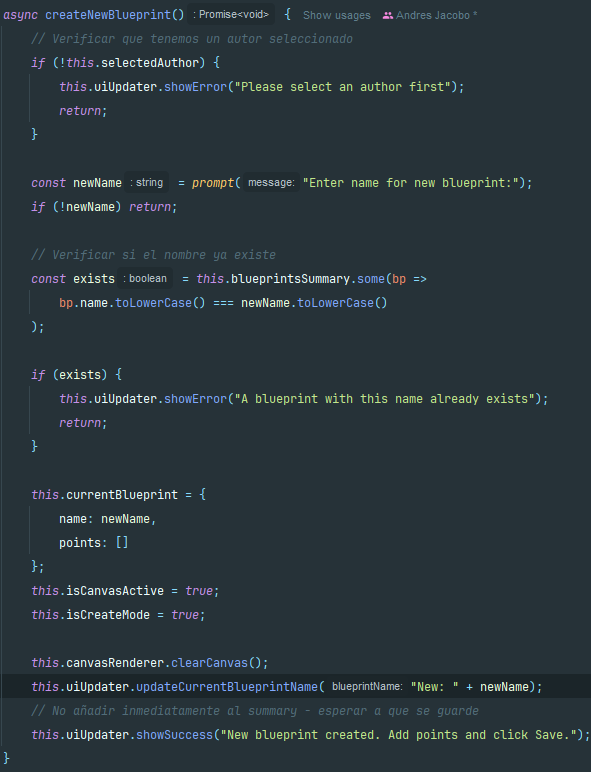 async createNewBlueprint() : Promise<void> { Show usages Andres Jacobo *
// Verificar que tenemos un autor seleccionado
if (!this.selectedAuthor) {
this.uiUpdater.showError("Please select an author first");
return;
}
const newName : string = prompt( message: "Enter name for new blueprint:");
if (!newName) return;
// Verificar si el nombre ya existe
const exists : boolean = this.blueprintsSummary.some(bp =>
bp.name.toLowerCase() === newName.toLowerCase()
);
if (exists) {
this.uiUpdater.showError("A blueprint with this name already exists");
return;
}
this.currentBlueprint = {
name: newName,
points: []
};
this.isCanvasActive = true;
this.isCreateMode = true;
this.canvasRenderer.clearCanvas();
this.uiUpdater.updateCurrentBlueprintName( blueprintName: "New: " + newName);
// No añadir inmediatamente al summary - esperar a que se guarde
this.uiUpdater.showSuccess("New blueprint created. Add points and click Save.");
}